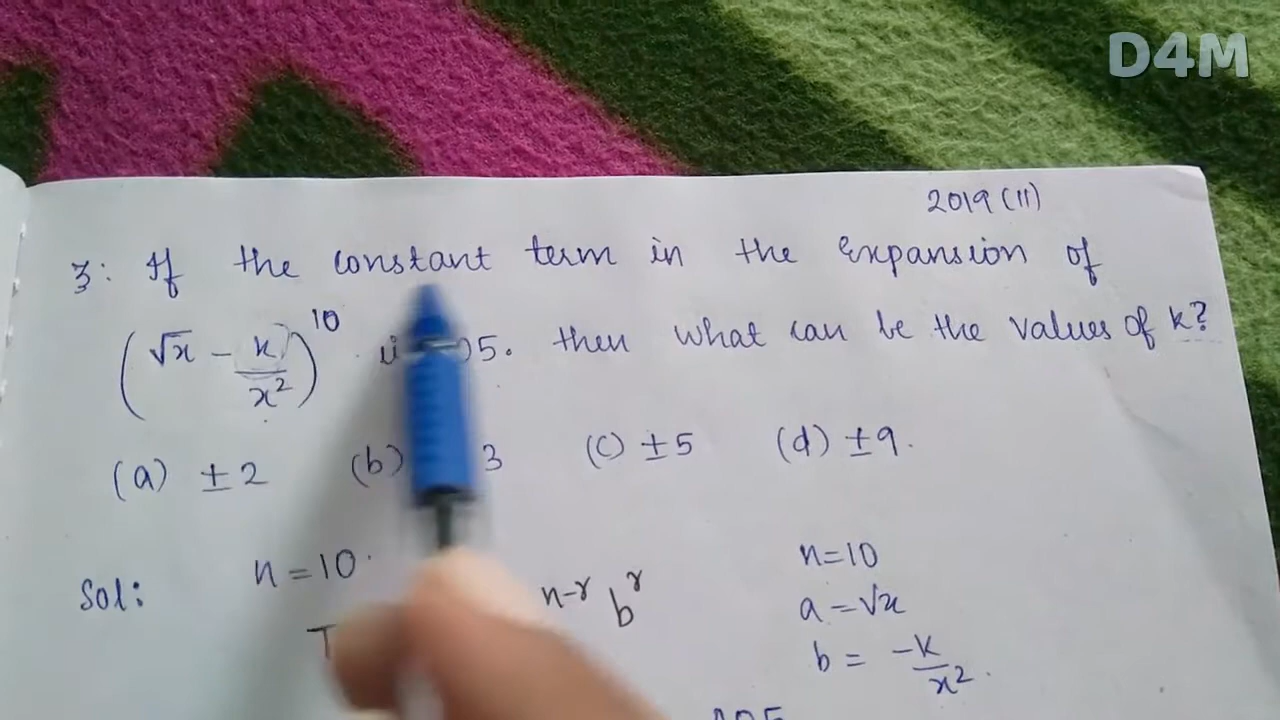 D4M
2019 (11)
3: If the constant term in the expansion of
(√x - k/x²)^10 5. then what can be the values of k?
(a) ±2 (b) 3 (c) ±5 (d) ±9.
Sol: n=10. n=10
T n-r b^r a=√x
b = -k/x².